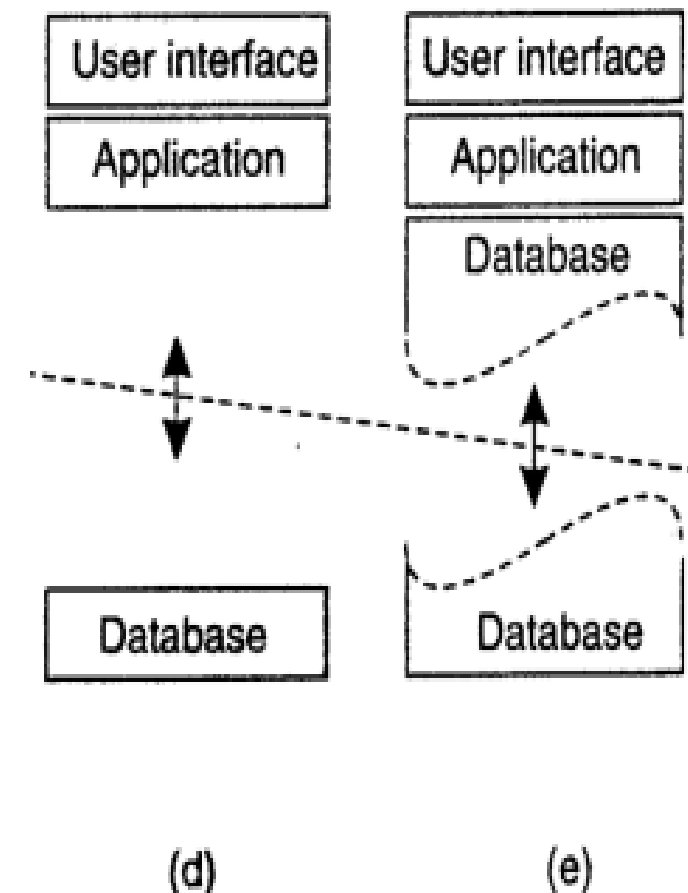 User interface
Application
Database
(d)
User interface
Application
Database
Database
(e)